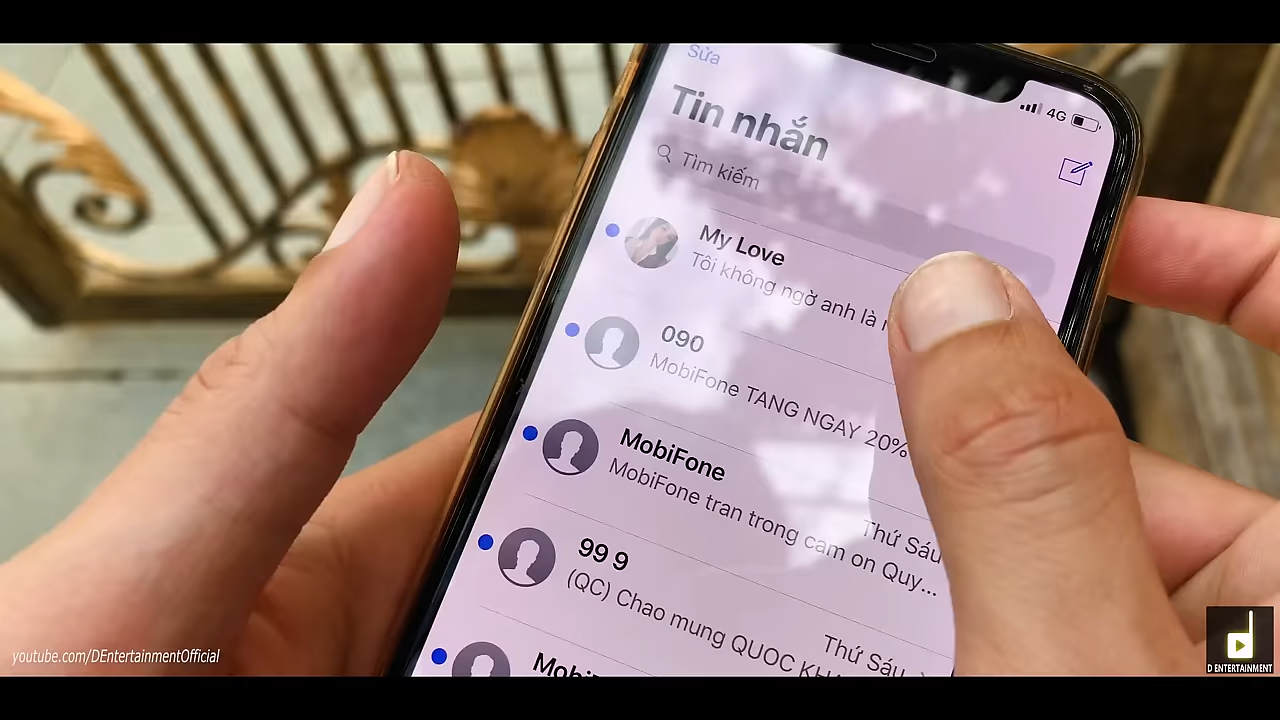 Sửa
4G
Tin nhắn
Tìm kiếm
My Love
Tôi không ngờ anh là
090
MobiFone TANG NGAY 20%
MobiFone
Thứ Sáu
MobiFone tran trong cam on Quy...
99 9
Thứ Sáu
(QC) Chao mung QUOC KH
youtube.com/DEntertainmentOfficial
D ENTERTAINMENT